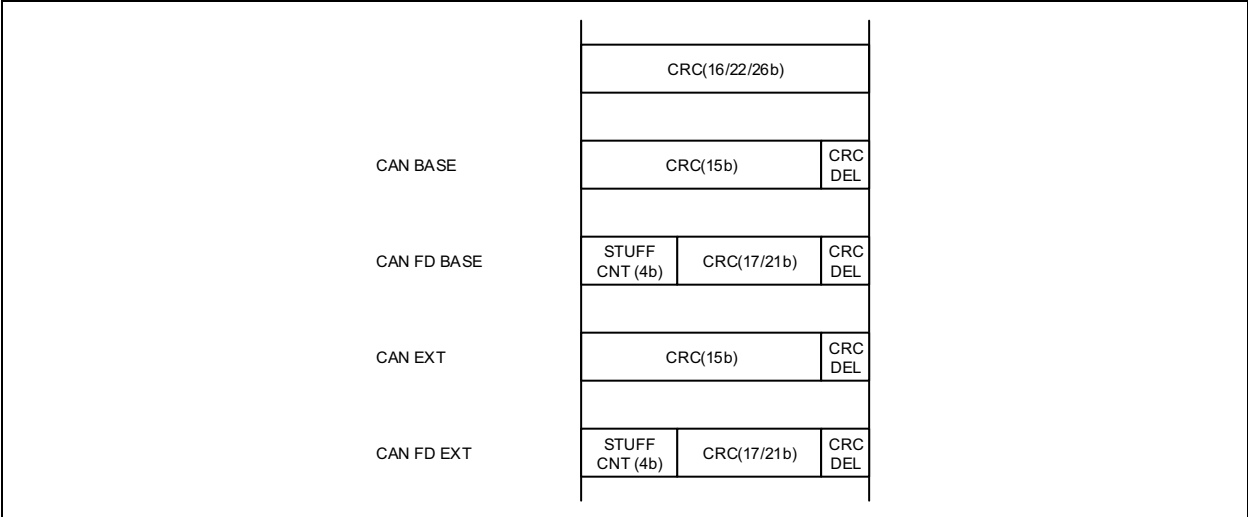 CRC(16/22/26b)
CAN BASE
CRC(15b)
CRC
DEL
CAN FD BASE
STUFF
CNT (4b)
CRC(17/21b)
CRC
DEL
CAN EXT
CRC(15b)
CRC
DEL
CAN FD EXT
STUFF
CNT (4b)
CRC(17/21b)
CRC
DEL